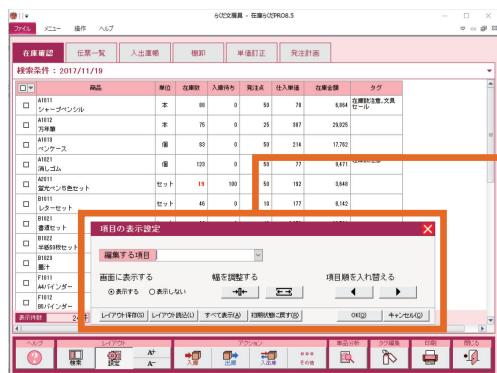 らくだ文房具 - 在庫らくだPRO8.5
ファイル メニュー 操作 ヘルプ
在庫確認 伝票一覧 入出庫帳 棚卸 単価訂正 発注計画
検索条件：2017/11/19
商品 単位 在庫数 入庫待ち 発注点 仕入単価 在庫金額 タグ
A1011
シャープペンシル 本 88 0 50 78 6,864 在庫数注意,文具セール
A1012
万年筆 本 75 0 25 387 29,025
A1013
ペンケース 個 83 0 50 214 17,762
A1021
消しゴム 個 123 0 50 77 9,471
A2011
蛍光ペン5色セット セット 19 100 50 192 3,648
B1011
レターセット セット 46 0 10 177 8,142
B1021
書道セット
B1022
半紙50枚セット
B1023
墨汁
F1011
A4バインダー
F1012
B5バインダー
表示件数 24件
項目の表示設定
編集する項目
画面に表示する 幅を調整する 項目順を入れ替える
表示する 表示しない
レイアウト保存(S) レイアウト読込(L) すべて表示(A) 初期状態に戻す(R) OK(O) キャンセル(C)
ヘルプ レイアウト アクション 単品分析 タグ編集 印刷 閉じる
検索 設定 A+ A− 入庫 出庫 入出庫 その他